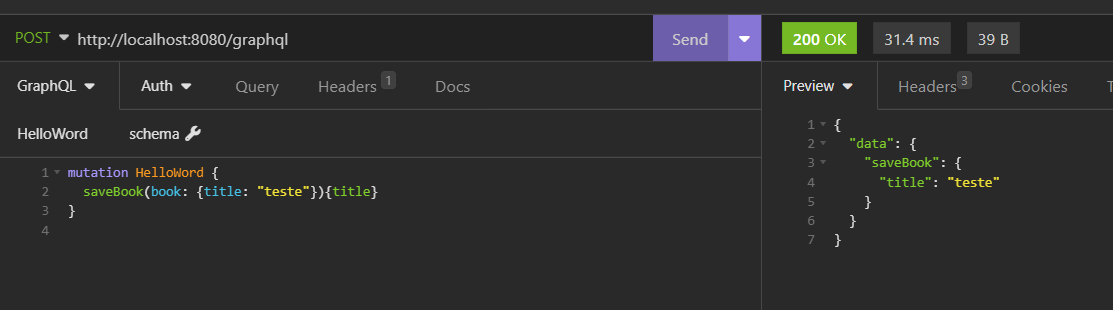 POST http://localhost:8080/graphql Send 200 OK 31.4 ms 39 B
GraphQL Auth Query Headers 1 Docs Preview Headers 3 Cookies
HelloWord schema
1 mutation HelloWord {
2 saveBook(book: {title: "teste"}){title}
3 }
4
1 {
2 "data": {
3 "saveBook": {
4 "title": "teste"
5 }
6 }
7 }